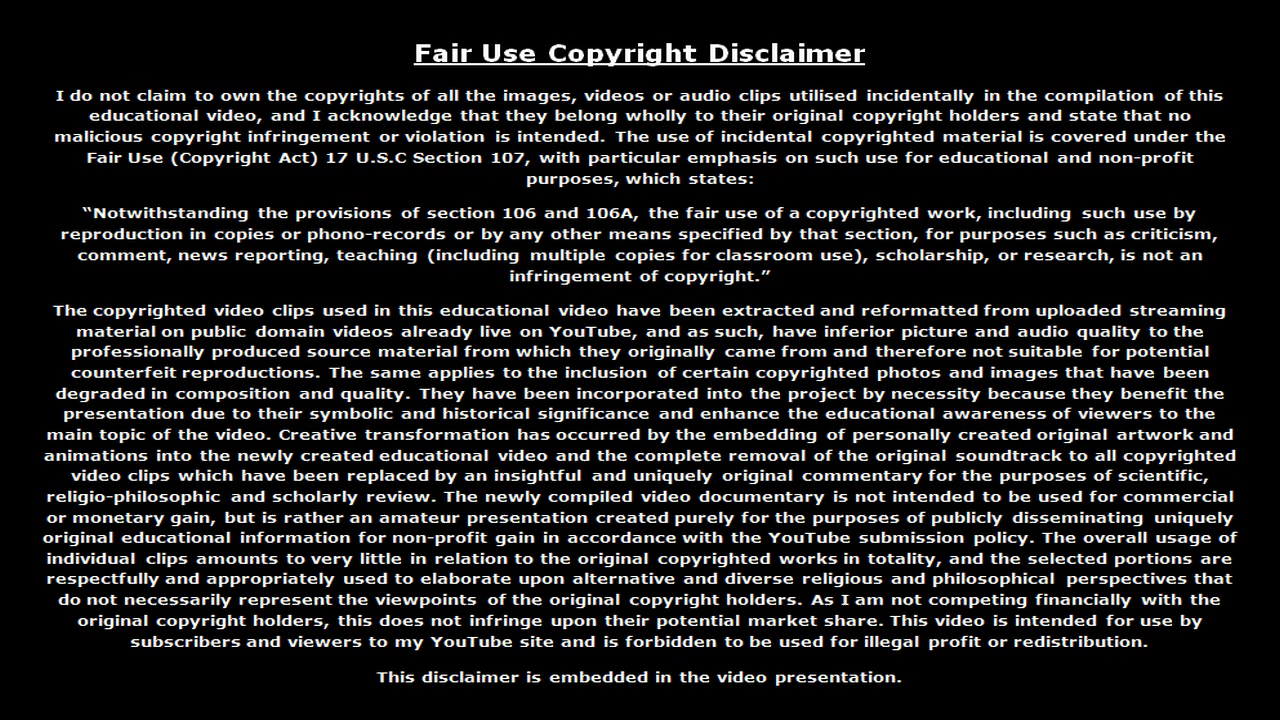 Fair Use Copyright Disclaimer
I do not claim to own the copyrights of all the images, videos or audio clips utilised incidentally in the compilation of this
educational video, and I acknowledge that they belong wholly to their original copyright holders and state that no
malicious copyright infringement or violation is intended. The use of incidental copyrighted material is covered under the
Fair Use (Copyright Act) 17 U.S.C Section 107, with particular emphasis on such use for educational and non-profit
purposes, which states:
“Notwithstanding the provisions of section 106 and 106A, the fair use of a copyrighted work, including such use by
reproduction in copies or phono-records or by any other means specified by that section, for purposes such as criticism,
comment, news reporting, teaching (including multiple copies for classroom use), scholarship, or research, is not an
infringement of copyright.”
The copyrighted video clips used in this educational video have been extracted and reformatted from uploaded streaming
material on public domain videos already live on YouTube, and as such, have inferior picture and audio quality to the
professionally produced source material from which they originally came from and therefore not suitable for potential
counterfeit reproductions. The same applies to the inclusion of certain copyrighted photos and images that have been
degraded in composition and quality. They have been incorporated into the project by necessity because they benefit the
presentation due to their symbolic and historical significance and enhance the educational awareness of viewers to the
main topic of the video. Creative transformation has occurred by the embedding of personally created original artwork and
animations into the newly created educational video and the complete removal of the original soundtrack to all copyrighted
video clips which have been replaced by an insightful and uniquely original commentary for the purposes of scientific,
religio-philosophic and scholarly review. The newly compiled video documentary is not intended to be used for commercial
or monetary gain, but is rather an amateur presentation created purely for the purposes of publicly disseminating uniquely
original educational information for non-profit gain in accordance with the YouTube submission policy. The overall usage of
individual clips amounts to very little in relation to the original copyrighted works in totality, and the selected portions are
respectfully and appropriately used to elaborate upon alternative and diverse religious and philosophical perspectives that
do not necessarily represent the viewpoints of the original copyright holders. As I am not competing financially with the
original copyright holders, this does not infringe upon their potential market share. This video is intended for use by
subscribers and viewers to my YouTube site and is forbidden to be used for illegal profit or redistribution.
This disclaimer is embedded in the video presentation.